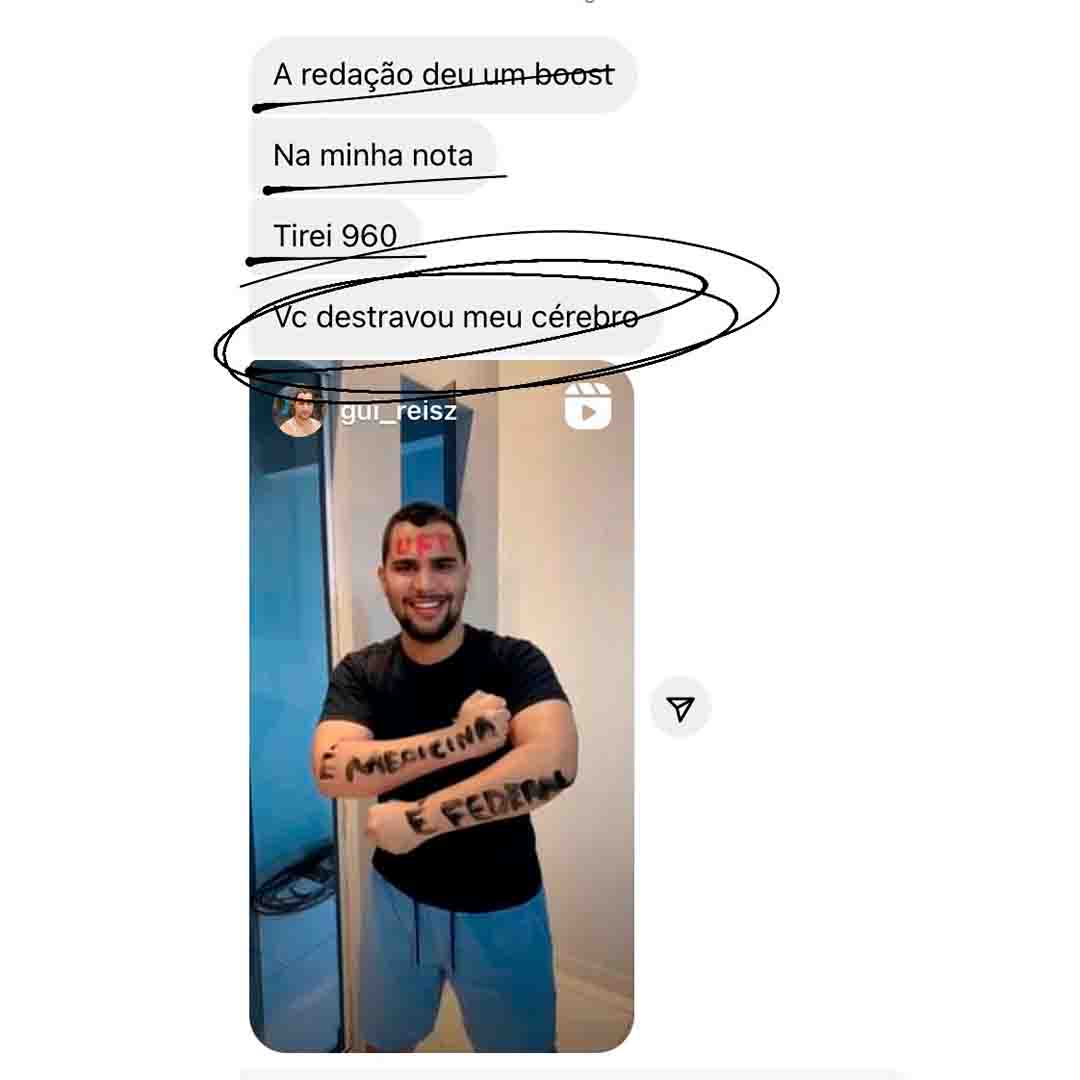 A redação deu um boost
Na minha nota
Tirei 960
Vc destravou meu cérebro
gui_reisz
UFT
É MEDICINA
É FEDERAL